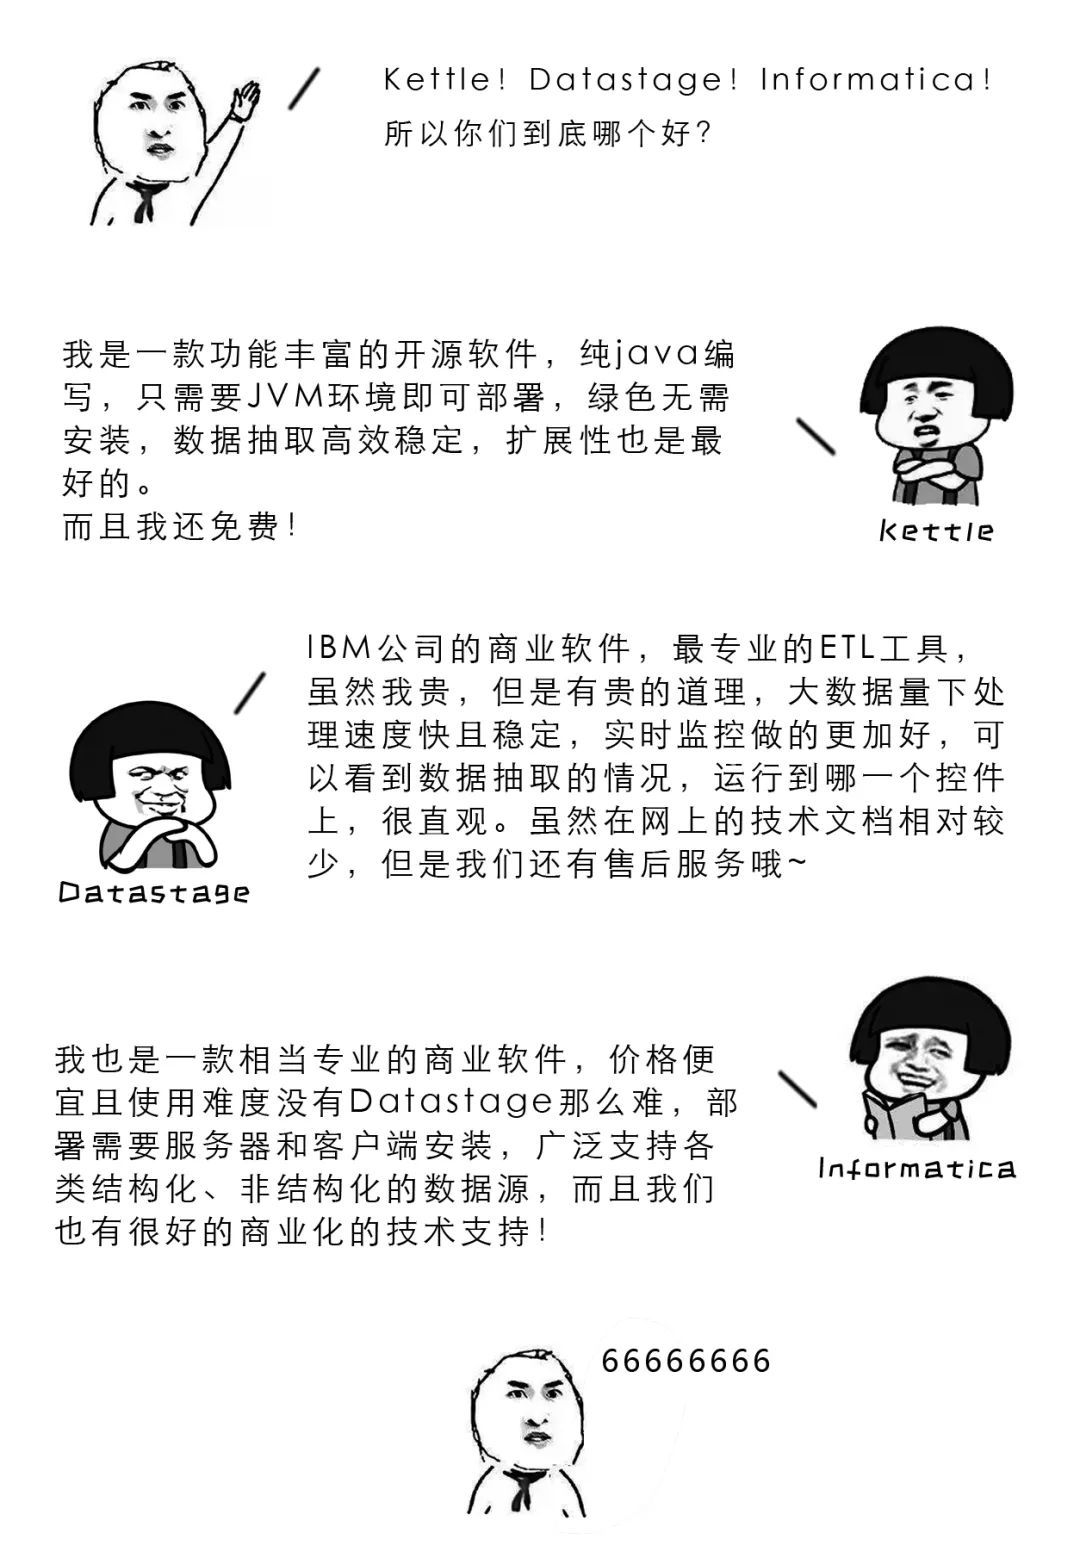 Kettle！Datastage！Informatica！
所以你们到底哪个好？
我是一款功能丰富的开源软件，纯java编
写，只需要JVM环境即可部署，绿色无需
安装，数据抽取高效稳定，扩展性也是最
好的。
而且我还免费！
kettle
IBM公司的商业软件，最专业的ETL工具，
虽然我贵，但是有贵的道理，大数据量下处
理速度快且稳定，实时监控做的更加好，可
以看到数据抽取的情况，运行到哪一个控件
上，很直观。虽然在网上的技术文档相对较
少，但是我们还有售后服务哦~
Datastage
我也是一款相当专业的商业软件，价格便
宜且使用难度没有Datastage那么难，部
署需要服务器和客户端安装，广泛支持各
类结构化、非结构化的数据源，而且我们
也有很好的商业化的技术支持！
Informatica
66666666